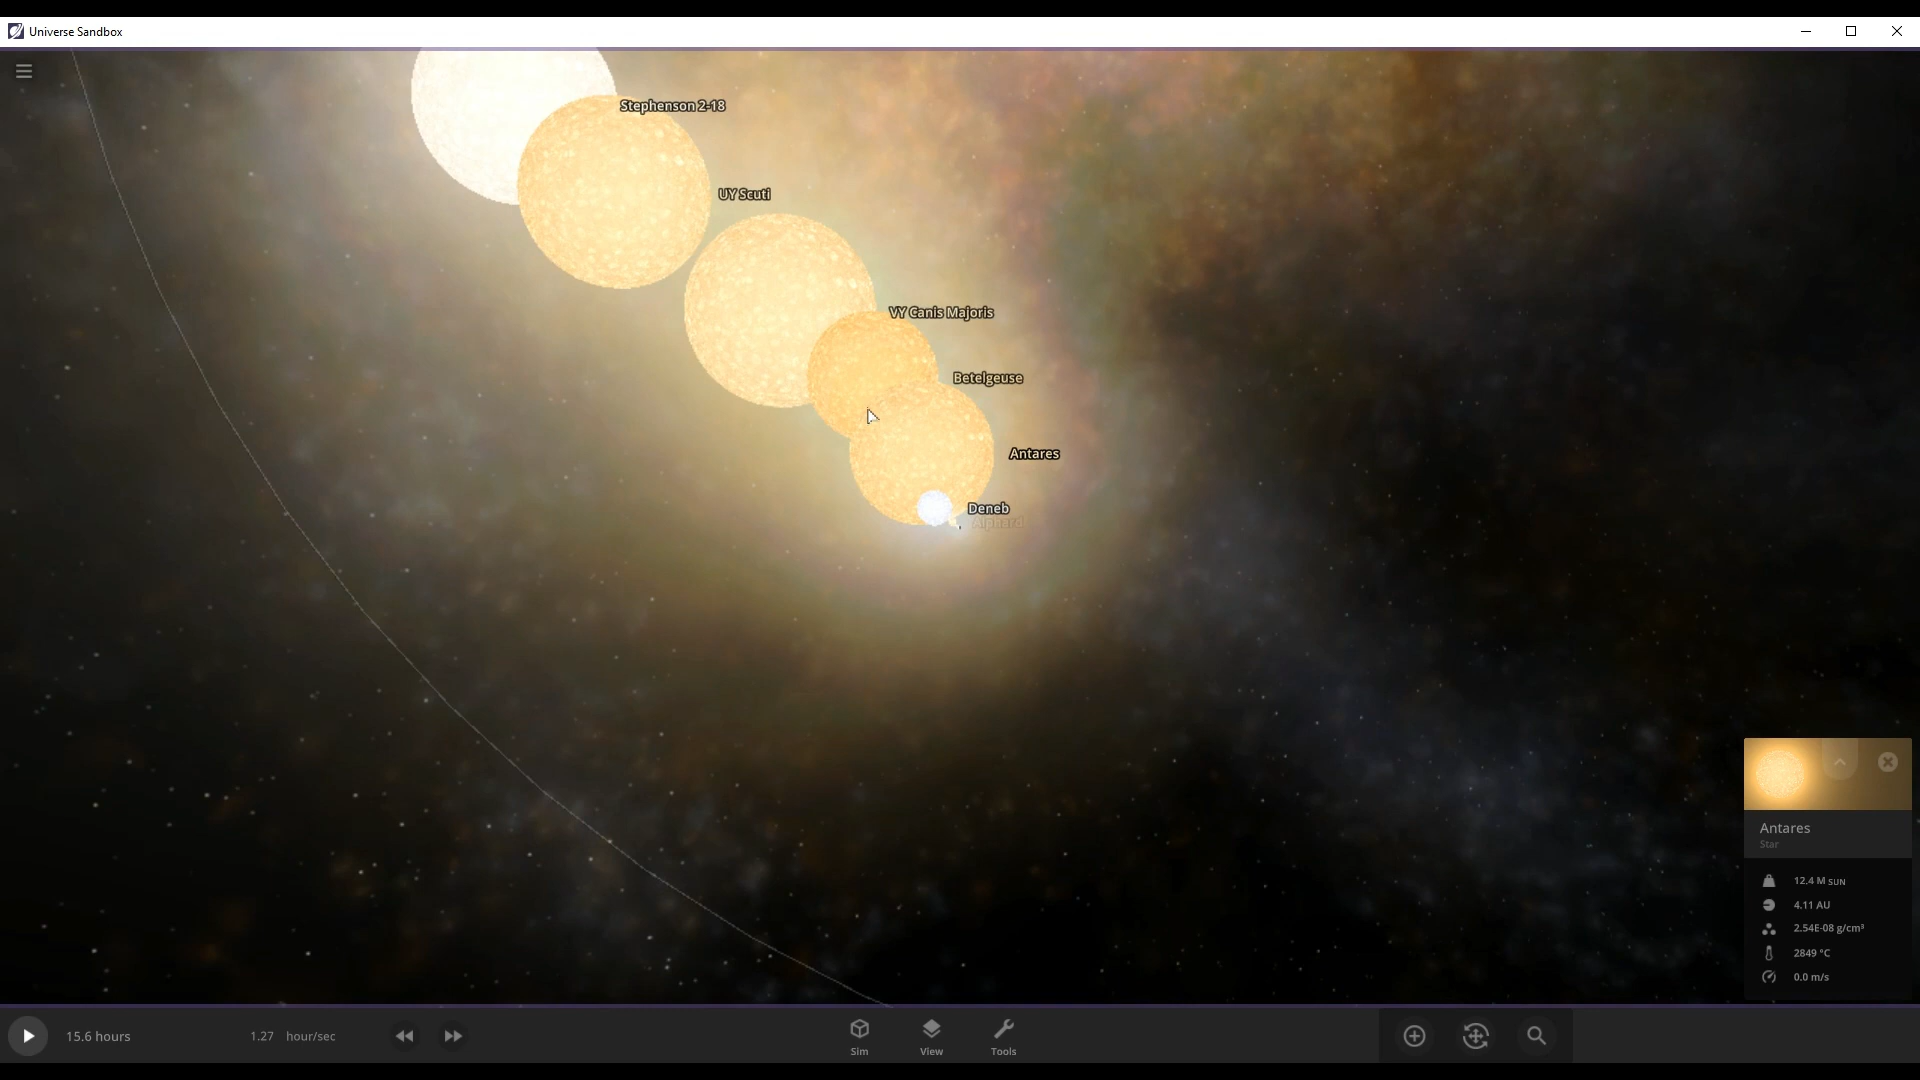 Universe Sandbox
Stephenson 2-18
UY Scuti
VY Canis Majoris
Betelgeuse
Antares
Deneb
Alphard
Antares
Star
12.4 M SUN
4.11 AU
2.54E-08 g/cm³
2849 °C
0.0 m/s
15.6 hours
1.27 hour/sec
Sim
View
Tools